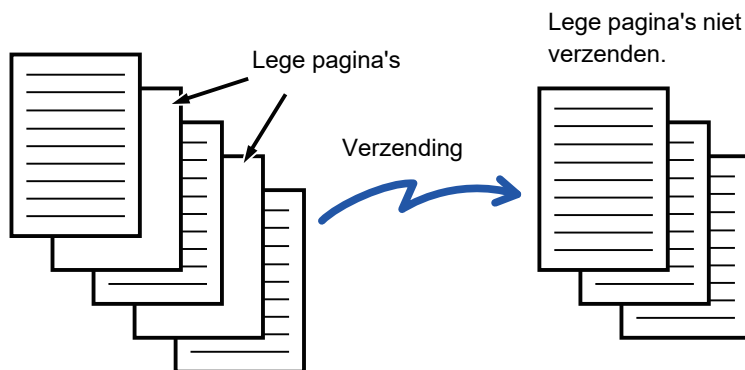 Lege pagina's niet
verzenden.
Lege pagina's
Verzending